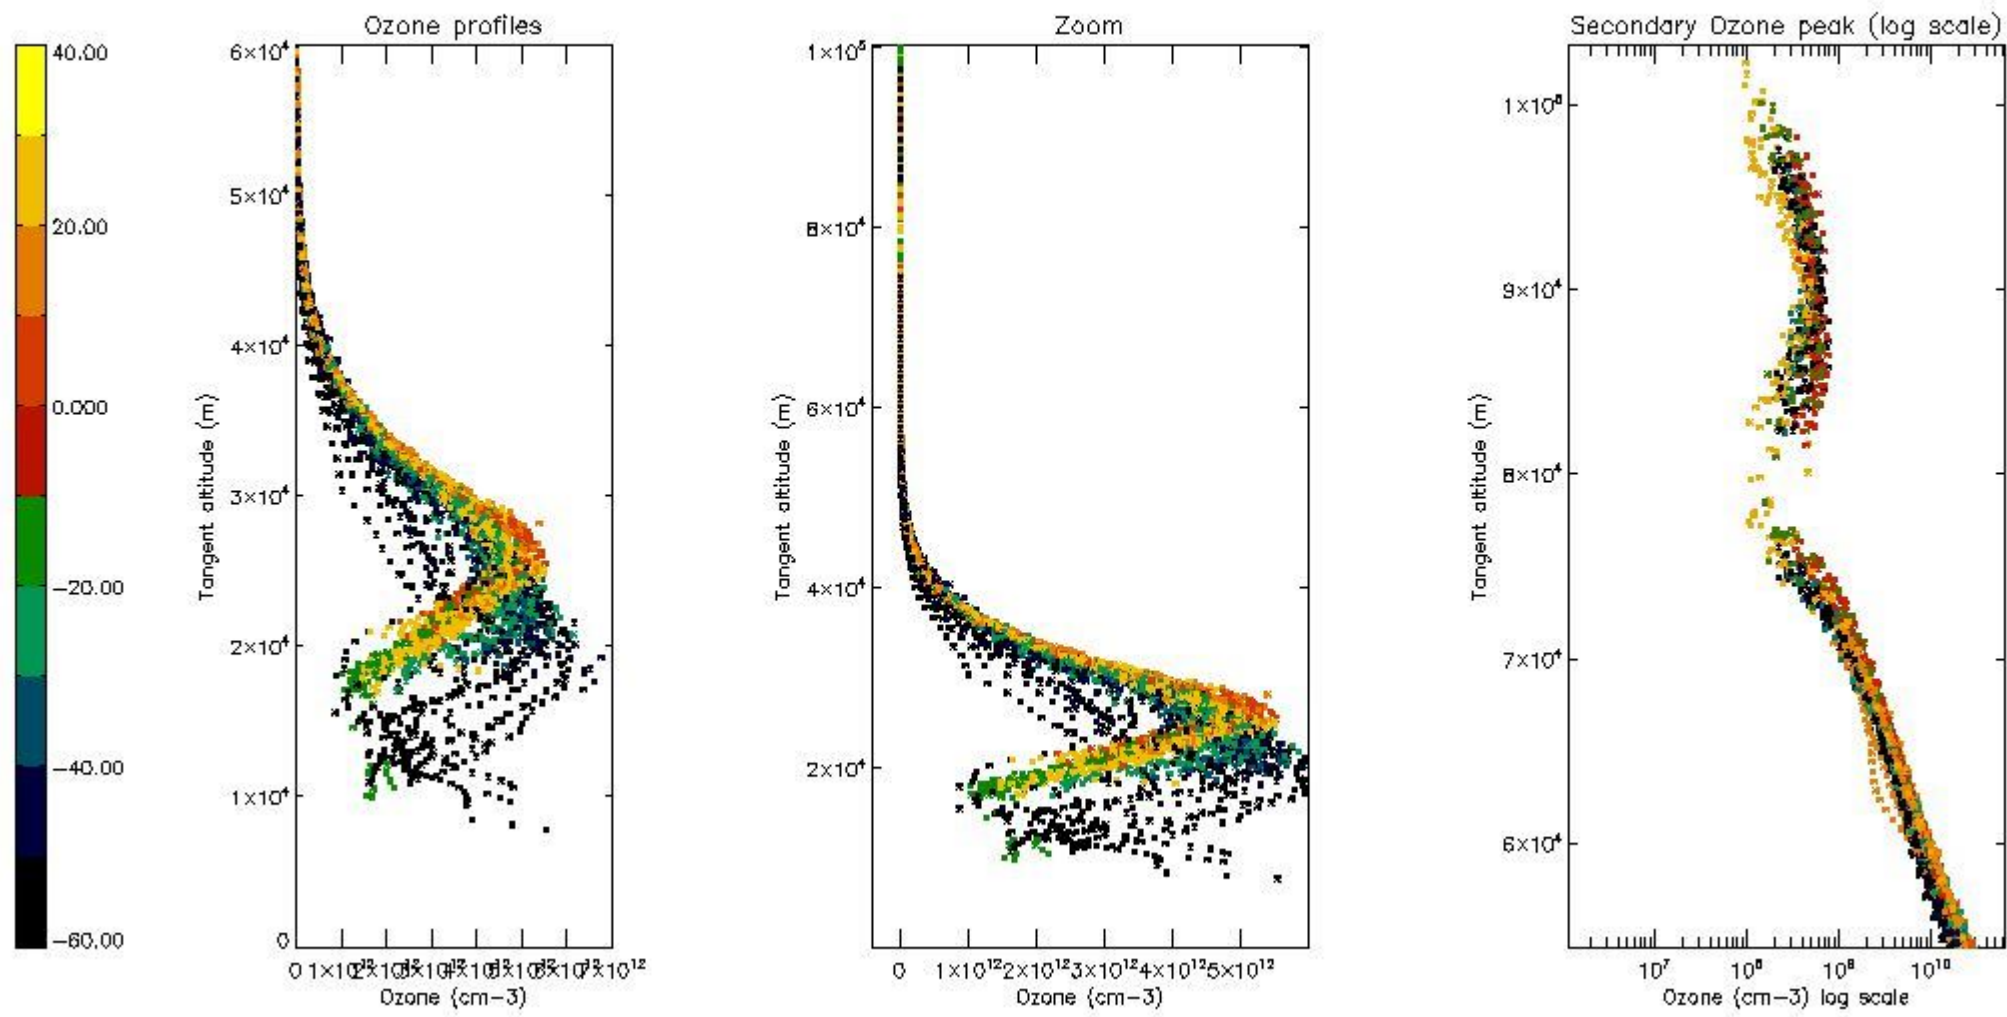 Ozone profiles
Zoom
Secondary Ozone peak (log scale)
40.00
20.00
0.000
−20.00
−40.00
−60.00
6×10⁴
5×10⁴
4×10⁴
3×10⁴
2×10⁴
1×10⁴
0
Tangent altitude (m)
Ozone (cm−3)
1×10⁵
8×10⁴
6×10⁴
4×10⁴
2×10⁴
Tangent altitude (m)
0 1×10¹² 2×10¹² 3×10¹² 4×10¹² 5×10¹²
Ozone (cm−3)
9×10⁴
8×10⁴
7×10⁴
6×10⁴
Tangent altitude (m)
10⁷ 10⁸ 10⁹ 10¹⁰
Ozone (cm−3) log scale